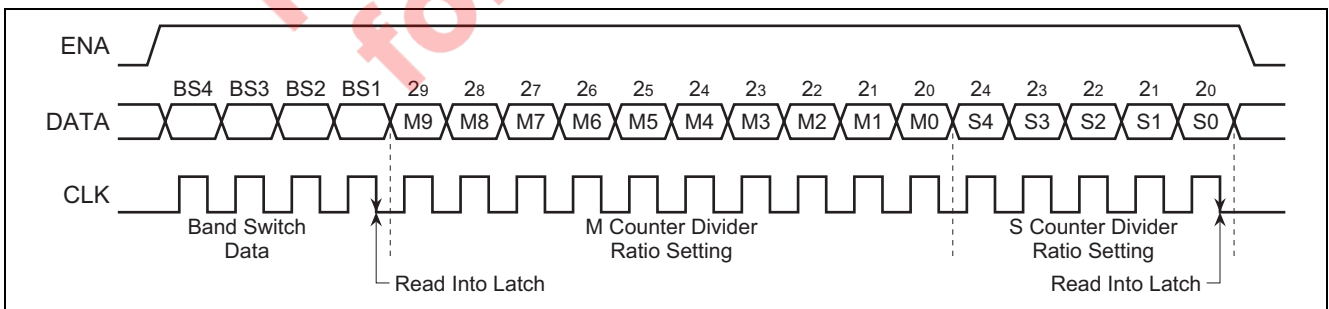 ENA
BS4 BS3 BS2 BS1 29 28 27 26 25 24 23 22 21 20 24 23 22 21 20
DATA M9 M8 M7 M6 M5 M4 M3 M2 M1 M0 S4 S3 S2 S1 S0
CLK
Band Switch
Data
M Counter Divider
Ratio Setting
S Counter Divider
Ratio Setting
Read Into Latch
Read Into Latch